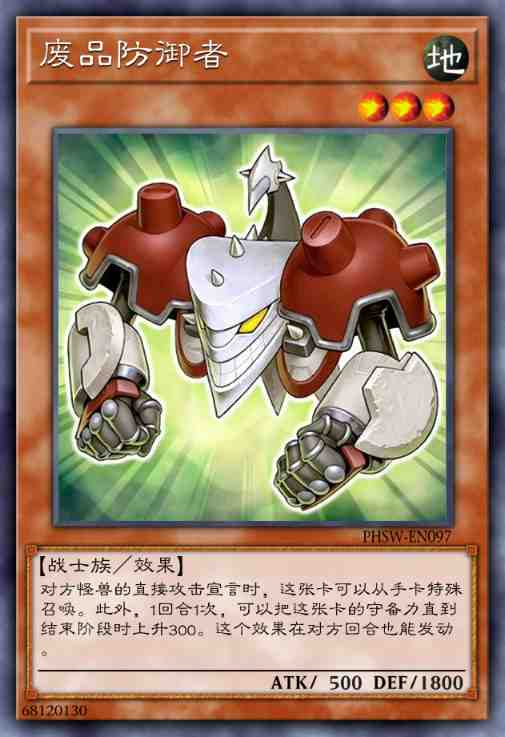 废品防御者
地
PHSW-EN097
【战士族／效果】
对方怪兽的直接攻击宣言时，这张卡可以从手卡特殊
召唤。此外，1回合1次，可以把这张卡的守备力直到
结束阶段时上升300。这个效果在对方回合也能发动
。
ATK/ 500 DEF/1800
68120130